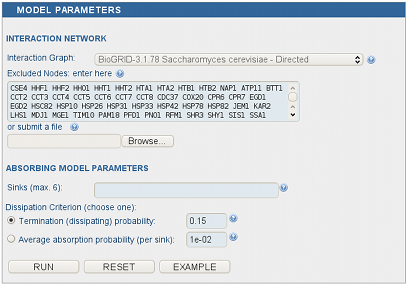 MODEL PARAMETERS
INTERACTION NETWORK
Interaction Graph: BioGRID-3.1.78 Saccharomyces cerevisiae - Directed
Excluded Nodes: enter here
CSE4 HHF1 HHF2 HHO1 HHT1 HHT2 HTA1 HTA2 HTB1 HTB2 NAP1 ATP11 BTT1
CCT2 CCT3 CCT4 CCT5 CCT6 CCT7 CCT8 CDC37 COX20 CPR6 CPR7 EGD1
EGD2 HSC82 HSP10 HSP26 HSP31 HSP33 HSP42 HSP78 HSP82 JEM1 KAR2
LHS1 MDJ1 MGE1 TIM10 PAM18 PFD1 PNO1 RFM1 SHR3 SHY1 SIS1 SSA1
or submit a file
Browse...
ABSORBING MODEL PARAMETERS
Sinks (max. 6):
Dissipation Criterion (choose one):
Termination (dissipating) probability: 0.15
Average absorption probability (per sink): 1e-02
RUN RESET EXAMPLE